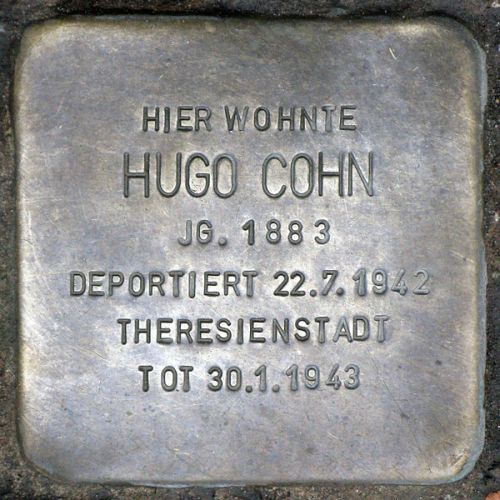 HIER WOHNTE
HUGO COHN
JG. 1883
DEPORTIERT 22.7.1942
THERESIENSTADT
TOT 30.1.1943